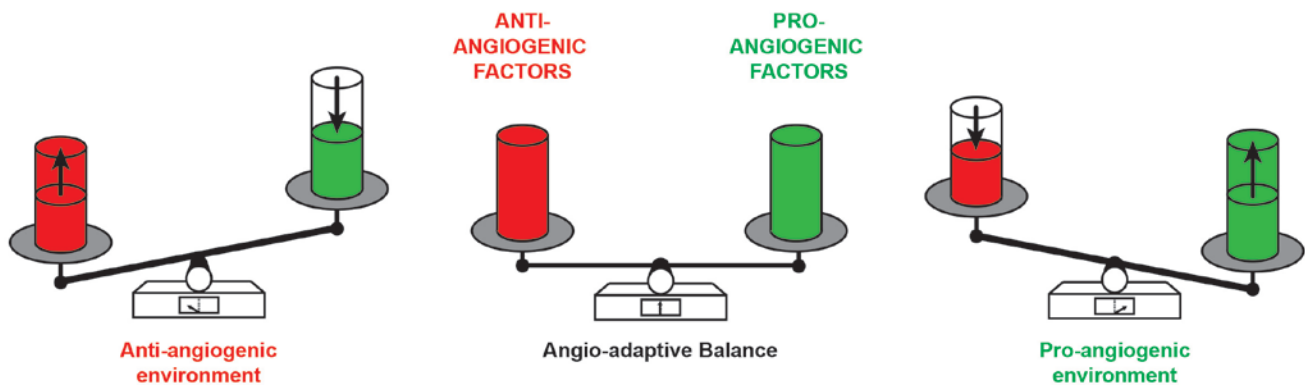 ANTI-
ANGIOGENIC
FACTORS
PRO-
ANGIOGENIC
FACTORS
Anti-angiogenic
environment
Angio-adaptive Balance
Pro-angiogenic
environment